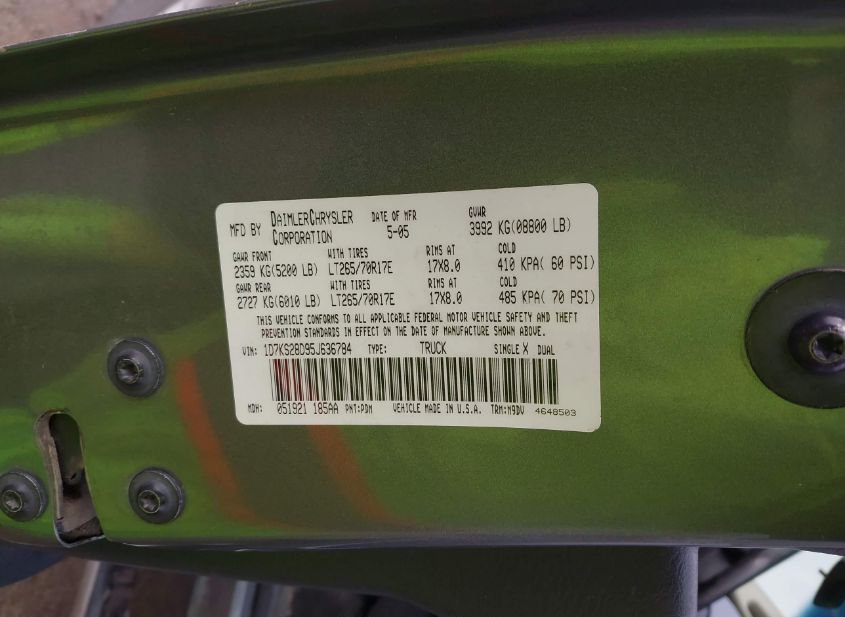 MFD BY DAIMLERCHRYSLER CORPORATION DATE OF MFR 5-05 GVWR 3992 KG(08800 LB)
GAWR FRONT WITH TIRES RIMS AT COLD
2359 KG(5200 LB) LT265/70R17E 17X8.0 410 KPA( 60 PSI)
GAWR REAR WITH TIRES RIMS AT COLD
2727 KG(6010 LB) LT265/70R17E 17X8.0 485 KPA( 70 PSI)
THIS VEHICLE CONFORMS TO ALL APPLICABLE FEDERAL MOTOR VEHICLE SAFETY AND THEFT
PREVENTION STANDARDS IN EFFECT ON THE DATE OF MANUFACTURE SHOWN ABOVE.
VIN: 1D7KS28D95J636784 TYPE: TRUCK SINGLE X DUAL
MDH: 051921 185AA PNT:PDM VEHICLE MADE IN U.S.A. TRM:M9DV 4648503